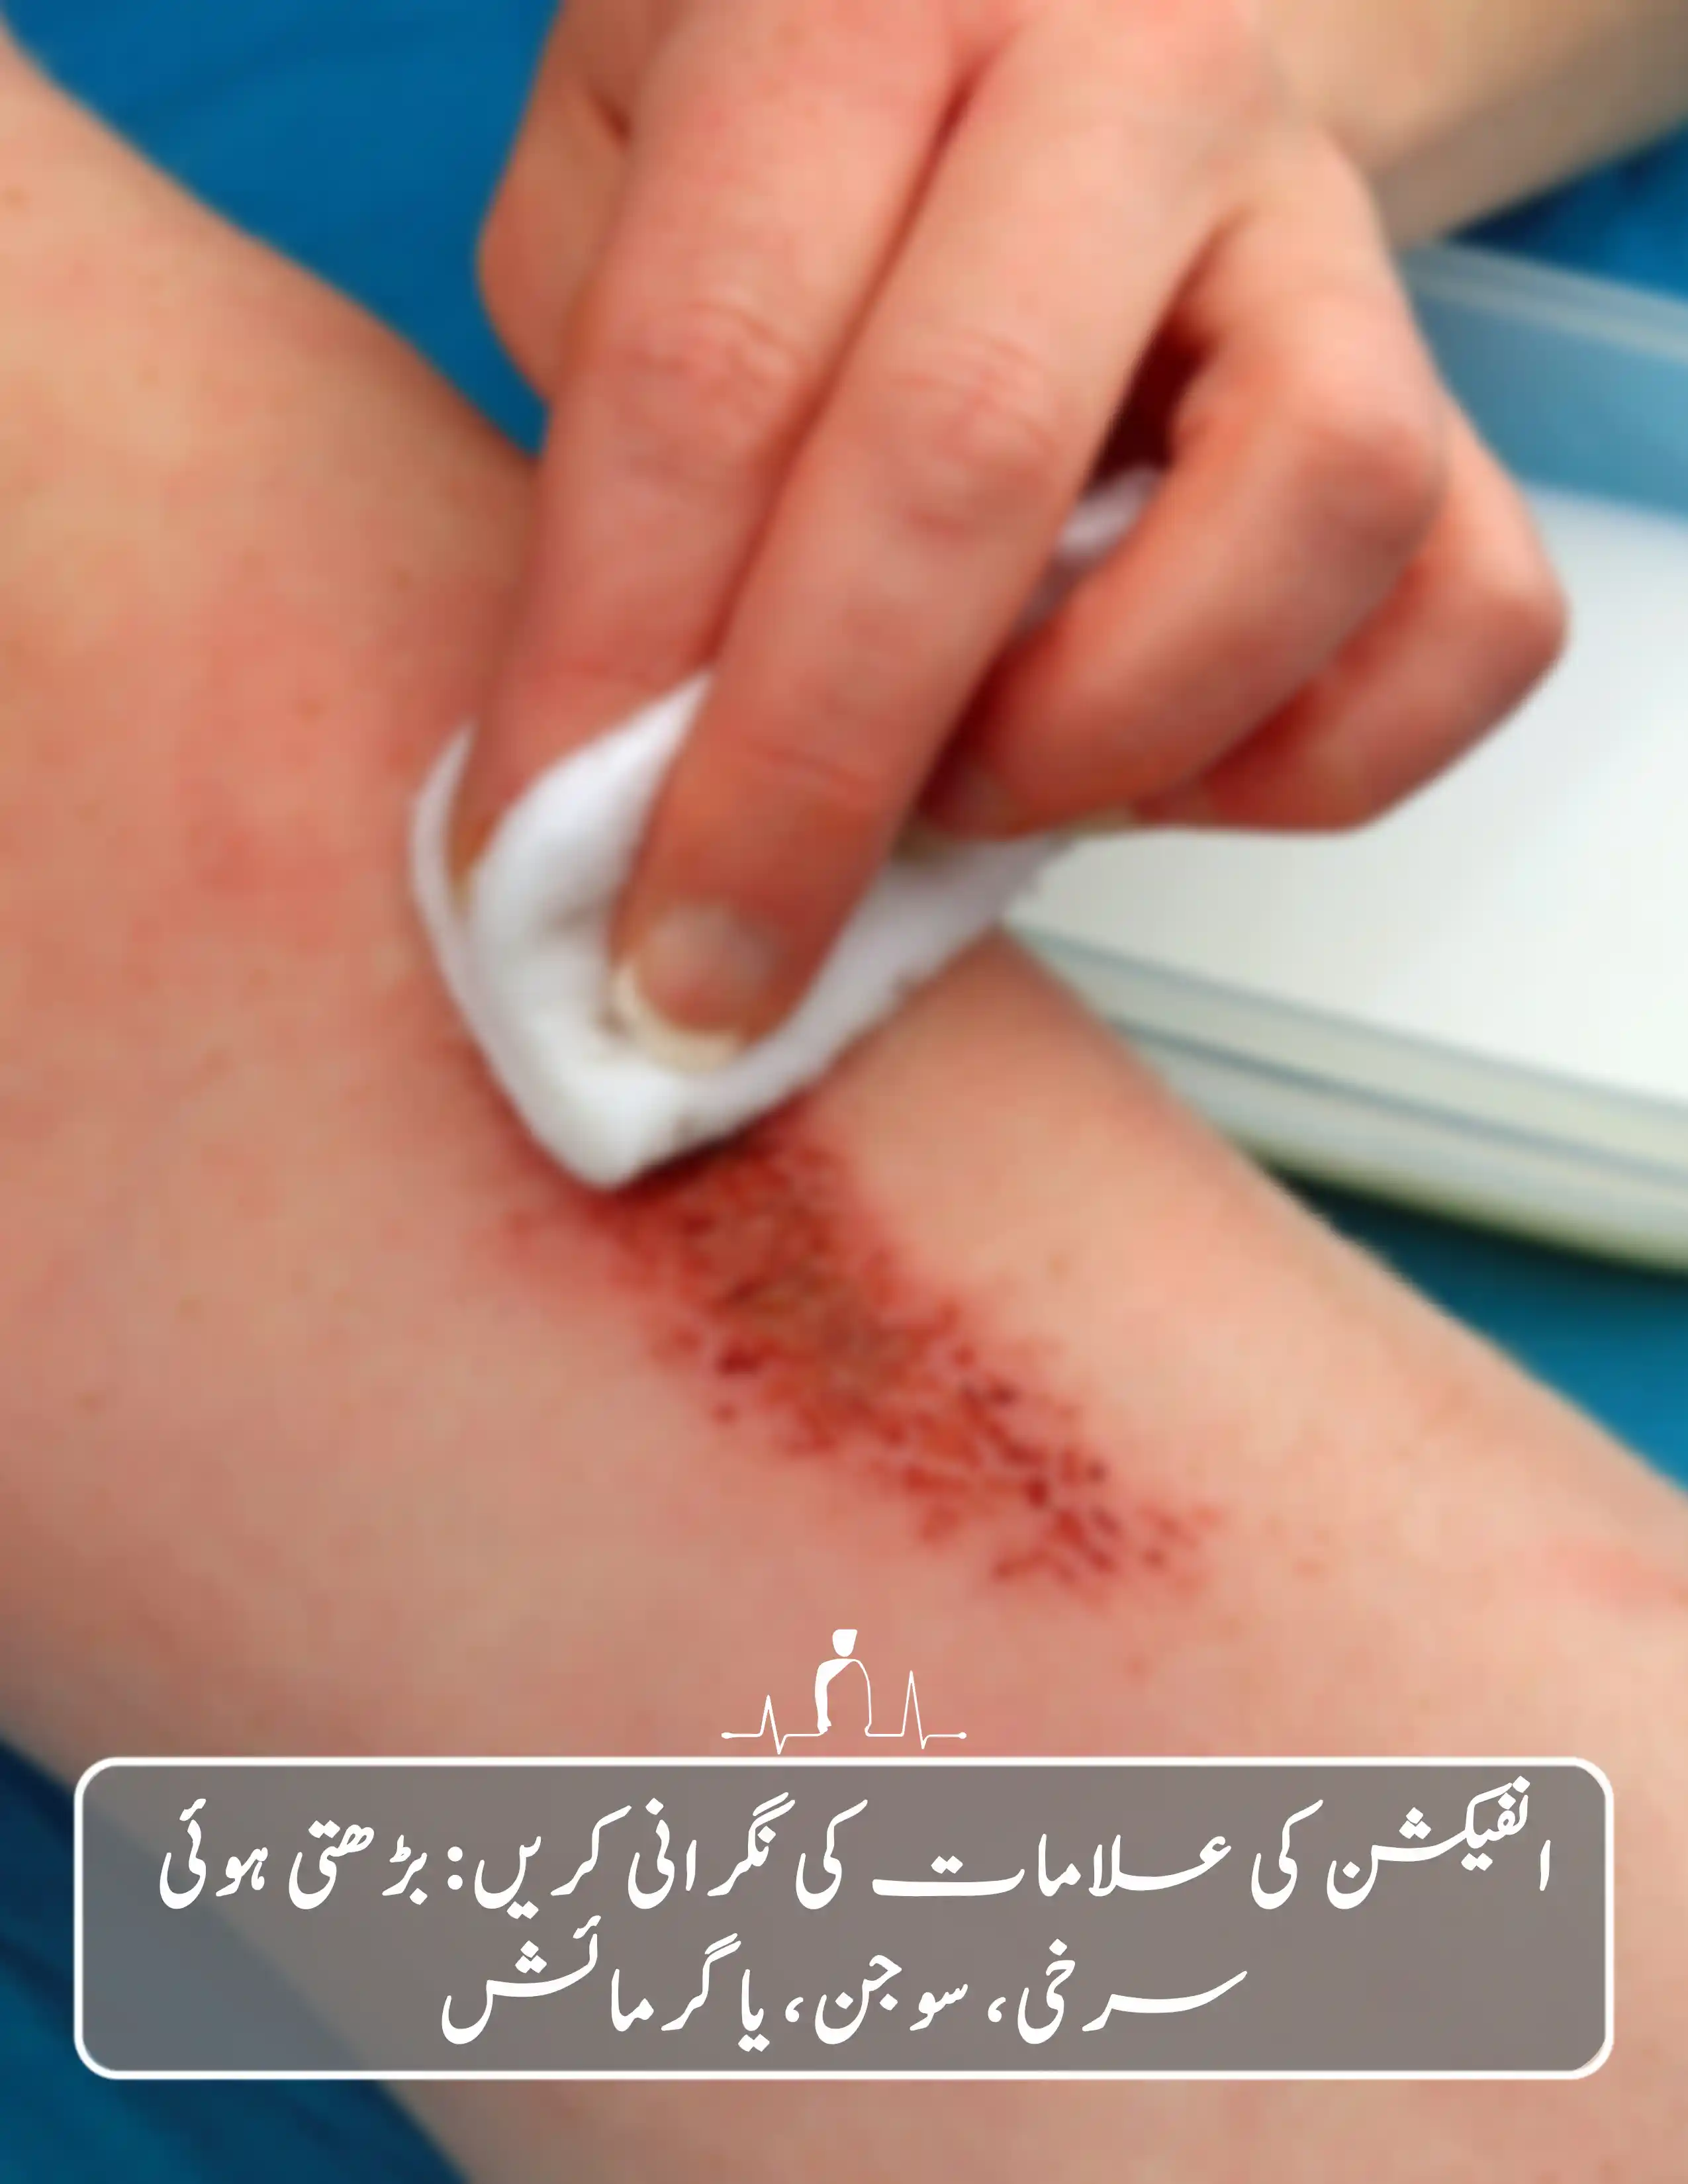 انفیکشن کی علامات کی نگرانی کریں: بڑھتی ہوئی
سرخی، سوجن، یا گرمائش